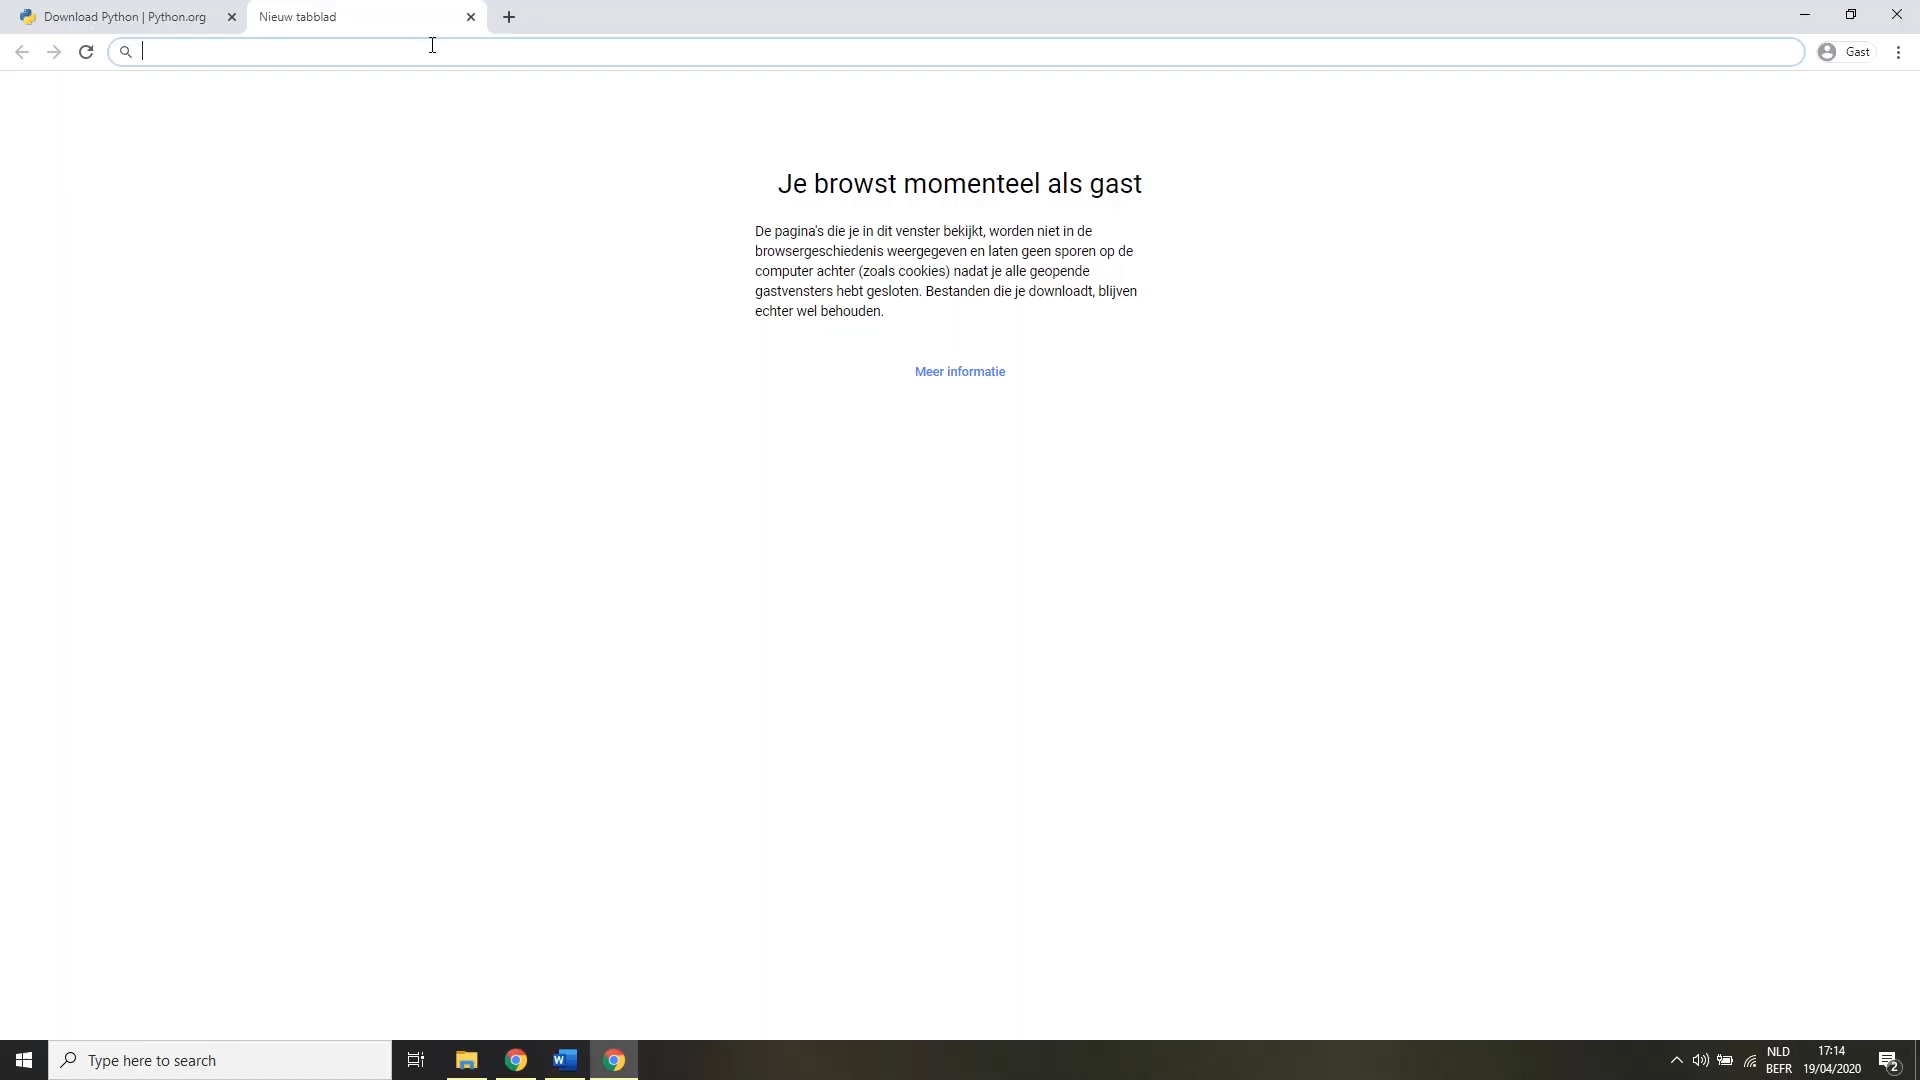 Download Python | Python.org
Nieuw tabblad
Gast
Je browst momenteel als gast
De pagina's die je in dit venster bekijkt, worden niet in de
browsergeschiedenis weergegeven en laten geen sporen op de
computer achter (zoals cookies) nadat je alle geopende
gastvensters hebt gesloten. Bestanden die je downloadt, blijven
echter wel behouden.
Meer informatie
Type here to search
W
NLD
BEFR
17:14
19/04/2020
2